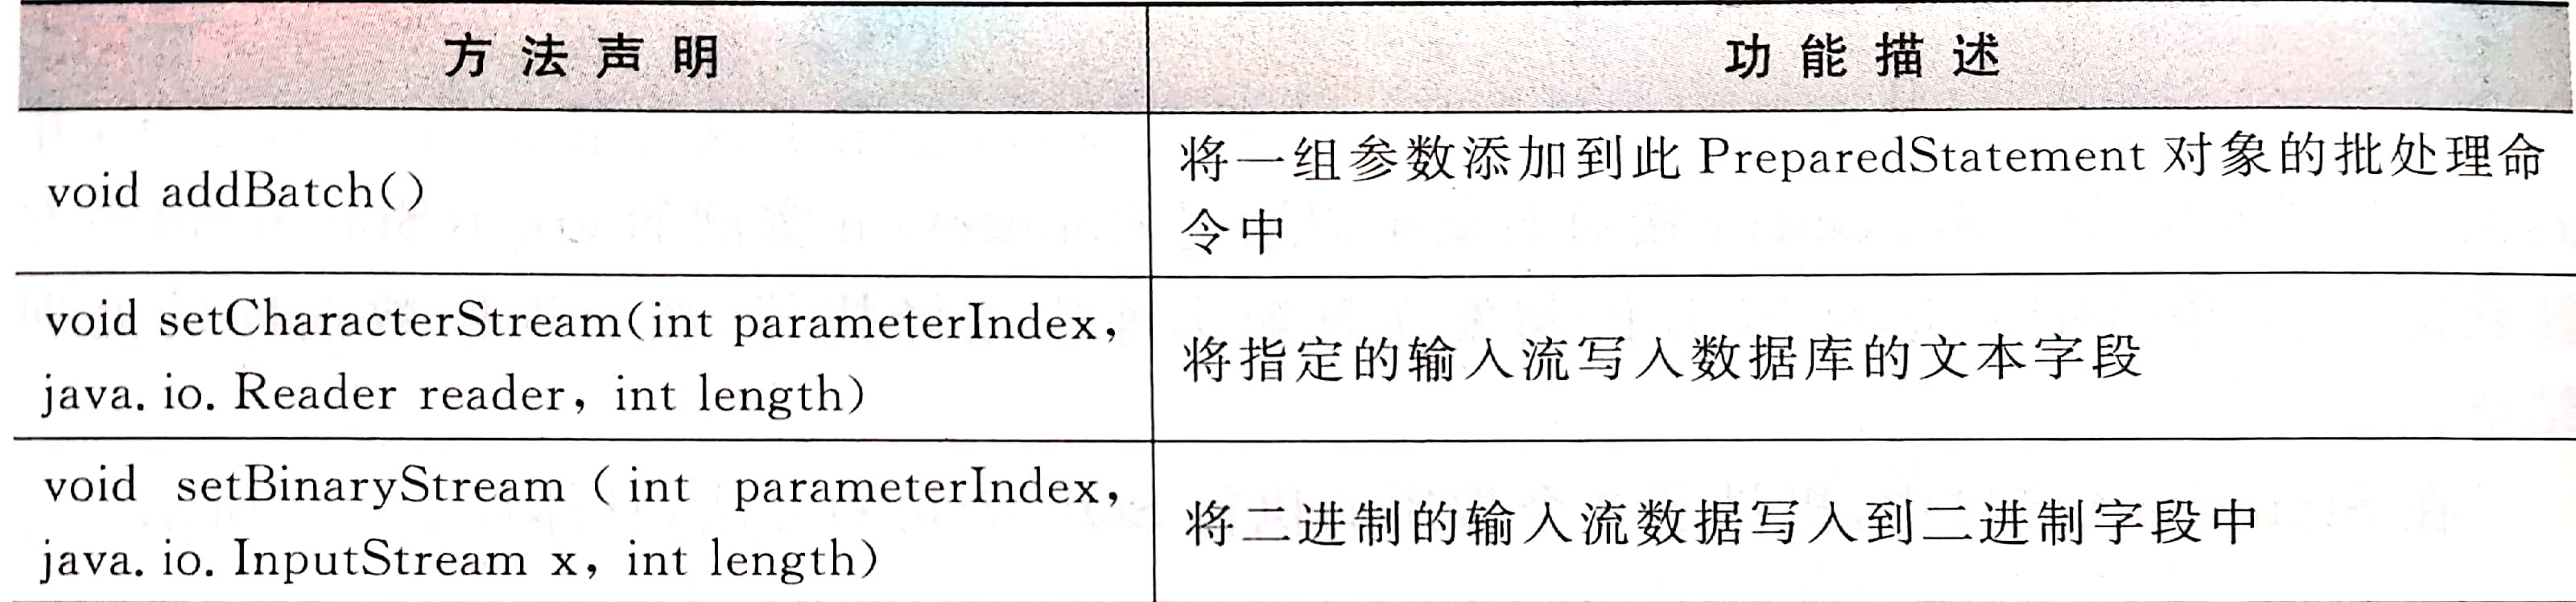 方法声明
功能描述
void addBatch()
将一组参数添加到此 PreparedStatement 对象的批处理命
令中
void setCharacterStream(int parameterIndex,
java. io. Reader reader, int length)
将指定的输入流写入数据库的文本字段
void setBinaryStream (int parameterIndex,
java. io. InputStream x, int length)
将二进制的输入流数据写入到二进制字段中